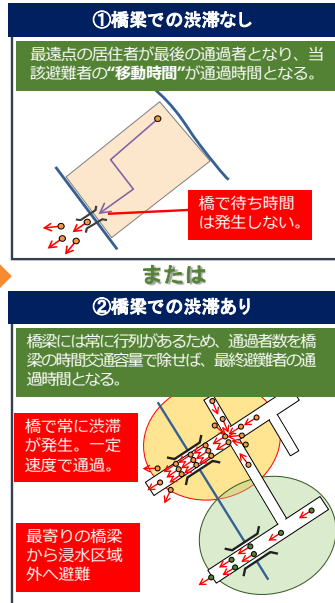 ①橋梁での渋滞なし
最遠点の居住者が最後の通過者となり、当
該避難者の“移動時間”が通過時間となる。
橋で待ち時間
は発生しない。
または
②橋梁での渋滞あり
橋梁には常に行列があるため、通過者数を橋
梁の時間交通容量で除せば、最終避難者の通
過時間となる。
橋で常に渋滞
が発生。一定
速度で通過。
最寄りの橋梁
から浸水区域
外へ避難